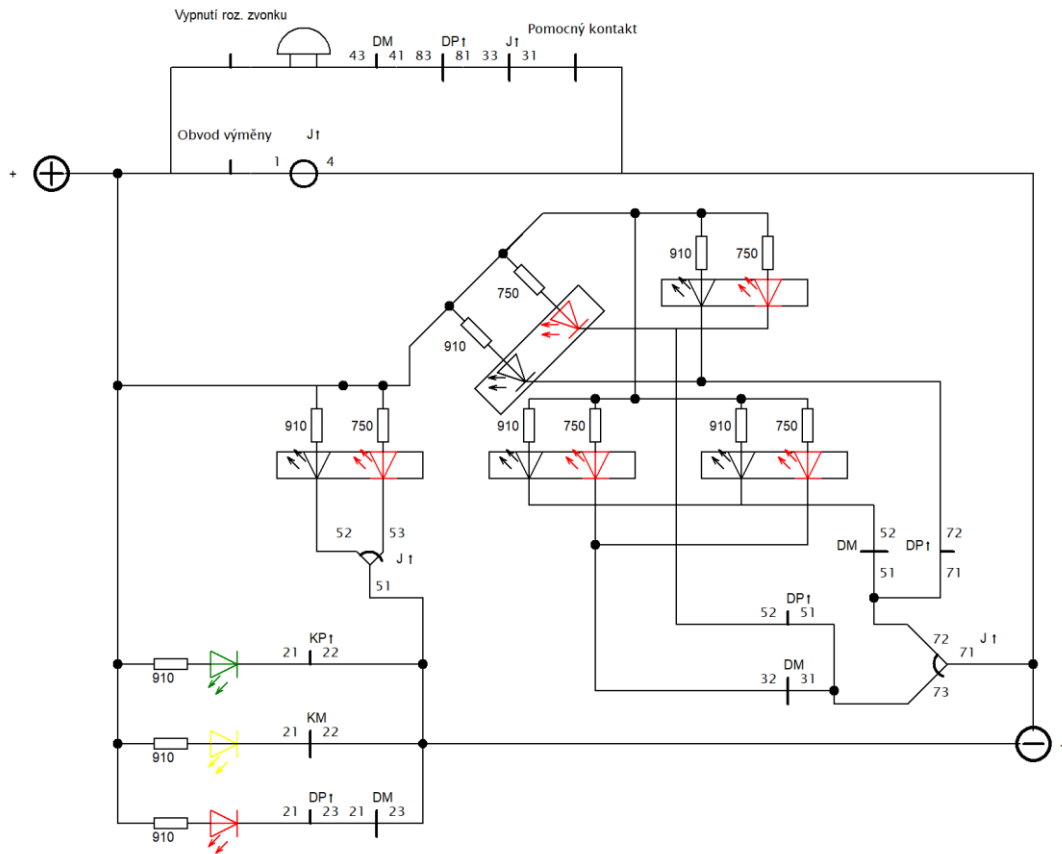 Vypnutí roz. zvonku
Pomocný kontakt
DM DP↑ J↑
43 41 83 81 33 31
Obvod výměny J↑
1 4
+
910 750
750
910
910 750 910 750 910 750
52 53
J↑
51
52 72
DM DP↑
51 71
DP↑
52 51
72 J↑
71
73
DM
32 31
KP↑
21 22
910
KM
21 22
910
-
DP↑ DM
21 23 21 23
910